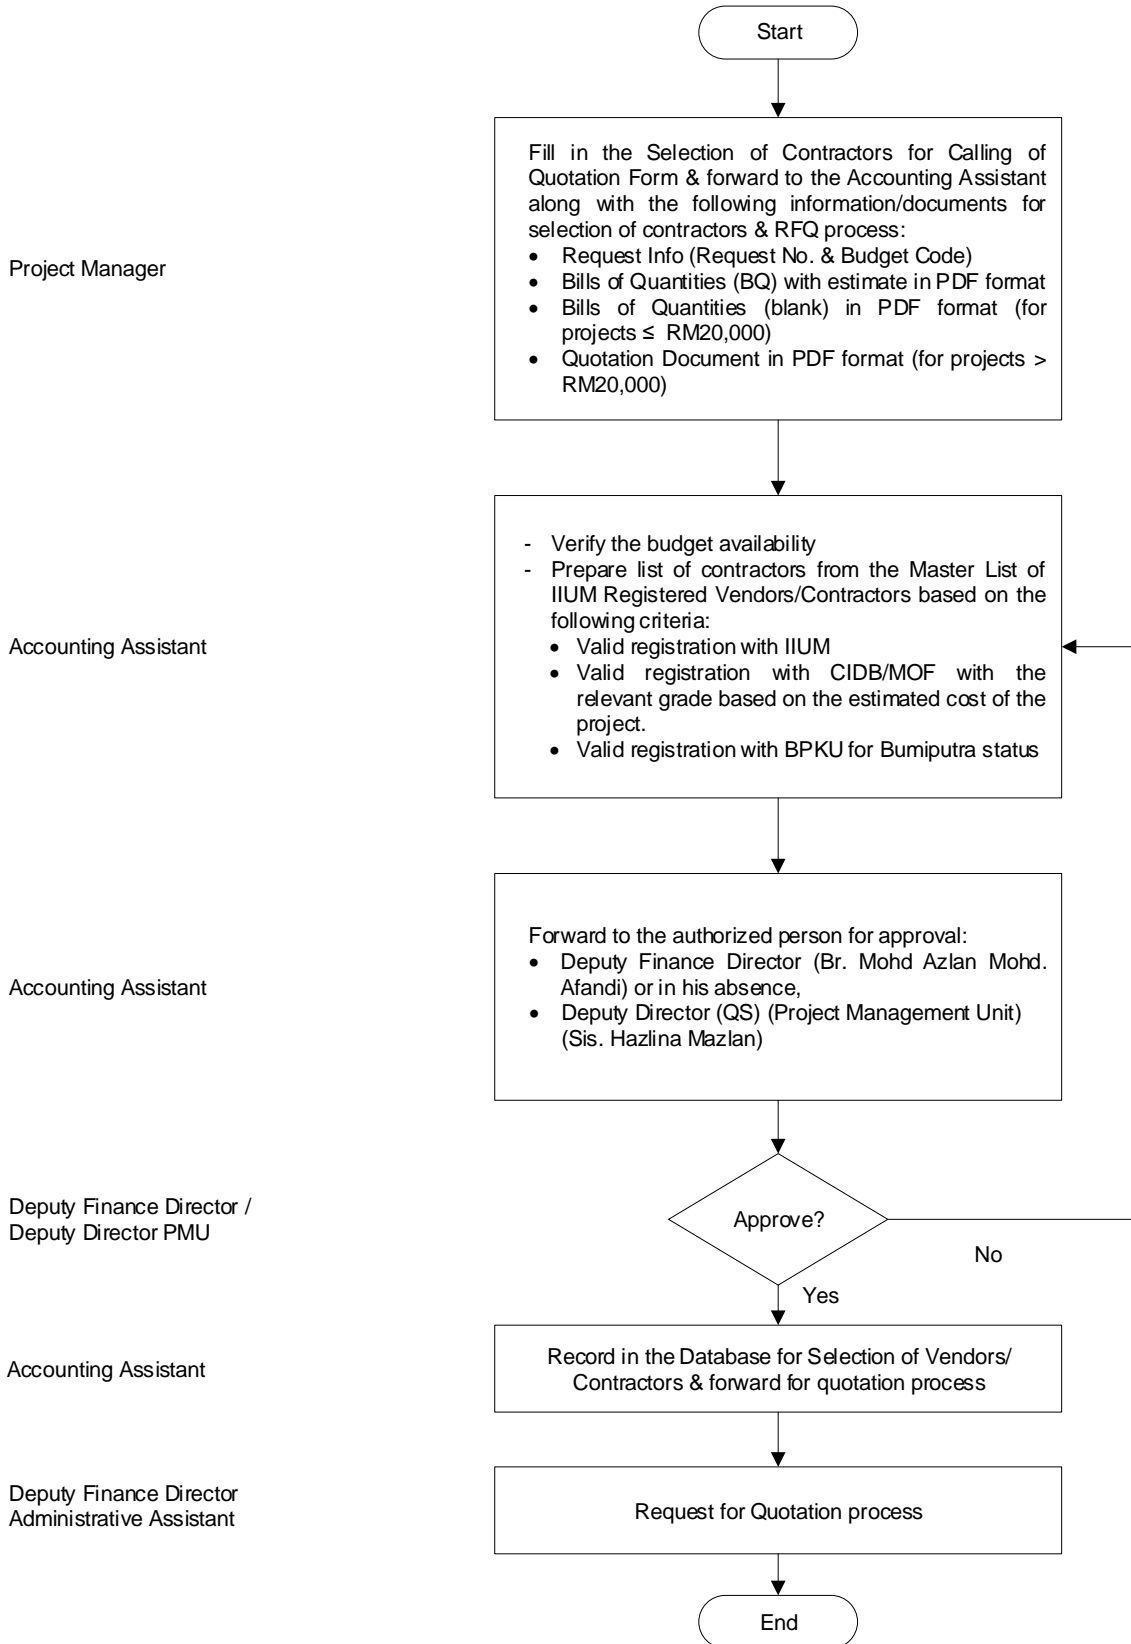 Start
Fill in the Selection of Contractors for Calling of
Quotation Form & forward to the Accounting Assistant
along with the following information/documents for
selection of contractors & RFQ process:
• Request Info (Request No. & Budget Code)
• Bills of Quantities (BQ) with estimate in PDF format
• Bills of Quantities (blank) in PDF format (for
projects ≤ RM20,000)
• Quotation Document in PDF format (for projects >
RM20,000)
Project Manager
- Verify the budget availability
- Prepare list of contractors from the Master List of
IIUM Registered Vendors/Contractors based on the
following criteria:
• Valid registration with IIUM
• Valid registration with CIDB/MOF with the
relevant grade based on the estimated cost of the
project.
• Valid registration with BPKU for Bumiputra status
Accounting Assistant
Forward to the authorized person for approval:
• Deputy Finance Director (Br. Mohd Azlan Mohd.
Afandi) or in his absence,
• Deputy Director (QS) (Project Management Unit)
(Sis. Hazlina Mazlan)
Accounting Assistant
Deputy Finance Director /
Deputy Director PMU
Approve?
No
Yes
Accounting Assistant
Record in the Database for Selection of Vendors/
Contractors & forward for quotation process
Deputy Finance Director
Administrative Assistant
Request for Quotation process
End